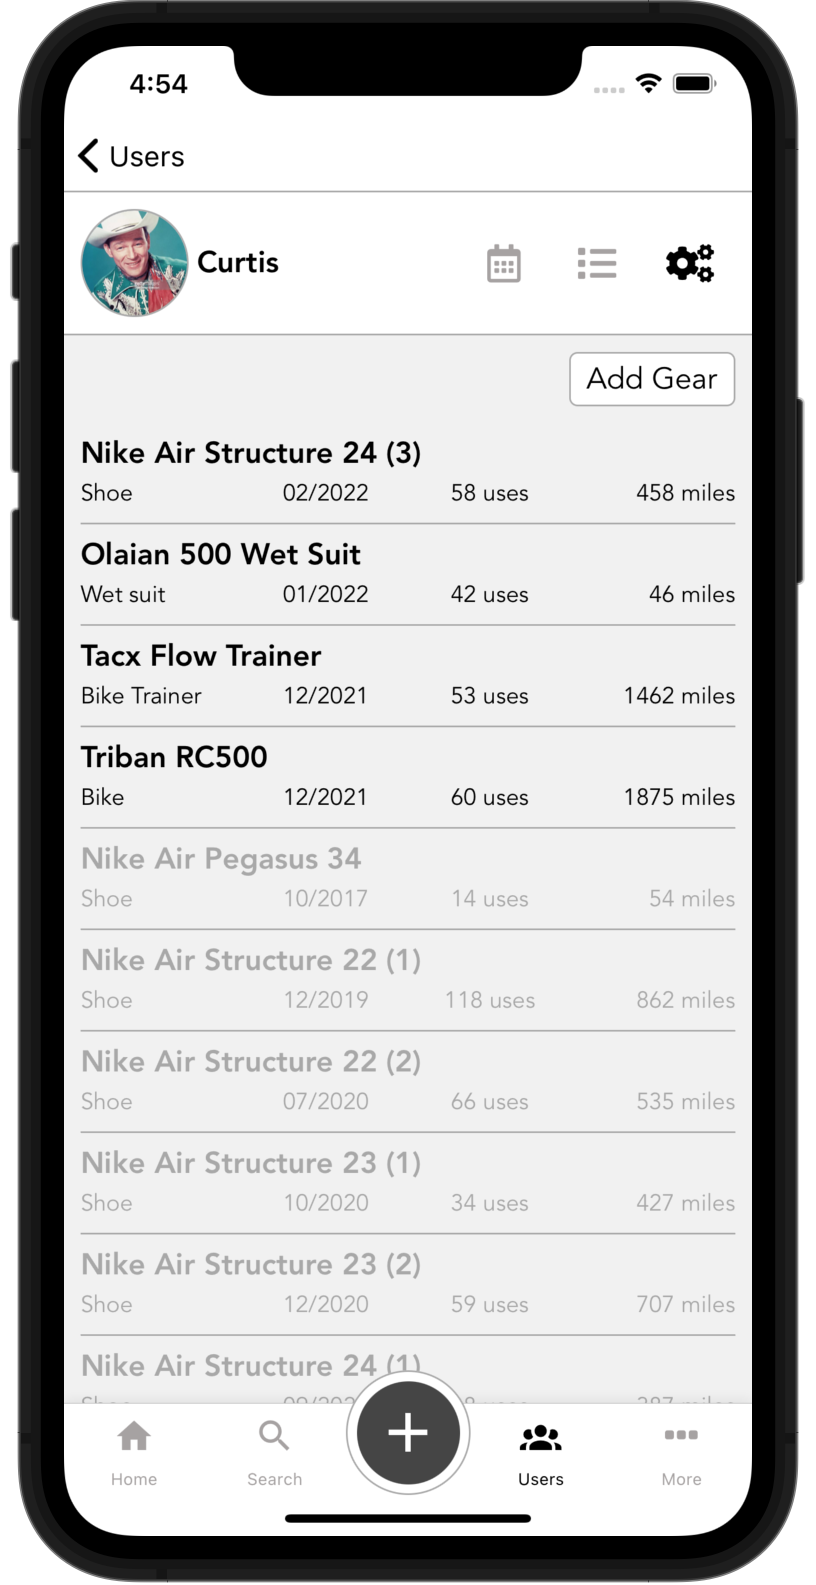 4:54
Users
Curtis
Add Gear
Nike Air Structure 24 (3)
Shoe 02/2022 58 uses 458 miles
Olaian 500 Wet Suit
Wet suit 01/2022 42 uses 46 miles
Tacx Flow Trainer
Bike Trainer 12/2021 53 uses 1462 miles
Triban RC500
Bike 12/2021 60 uses 1875 miles
Nike Air Pegasus 34
Shoe 10/2017 14 uses 54 miles
Nike Air Structure 22 (1)
Shoe 12/2019 118 uses 862 miles
Nike Air Structure 22 (2)
Shoe 07/2020 66 uses 535 miles
Nike Air Structure 23 (1)
Shoe 10/2020 34 uses 427 miles
Nike Air Structure 23 (2)
Shoe 12/2020 59 uses 707 miles
Nike Air Structure 24 (1)
Home Search Users More